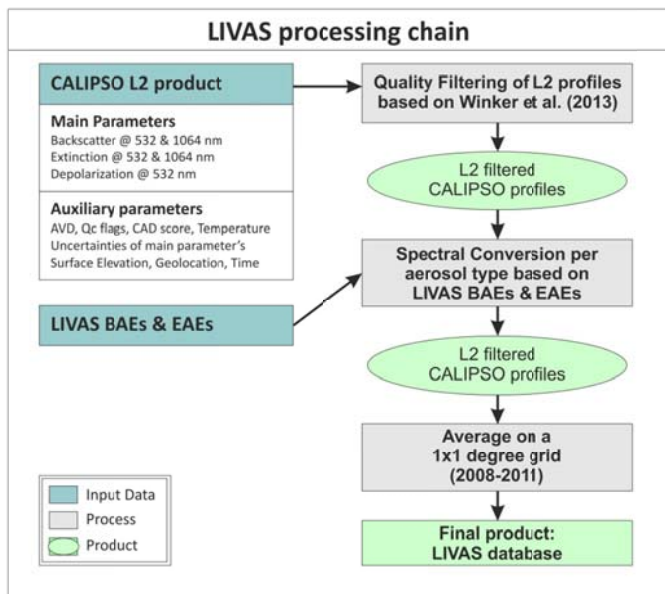 LIVAS processing chain
CALIPSO L2 product
Main Parameters
Backscatter @ 532 & 1064 nm
Extinction @ 532 & 1064 nm
Depolarization @ 532 nm
Auxiliary parameters
AVD, Qc flags, CAD score, Temperature
Uncertainties of main parameter's
Surface Elevation, Geolocation, Time
LIVAS BAEs & EAEs
Quality Filtering of L2 profiles
based on Winker et al. (2013)
L2 filtered
CALIPSO profiles
Spectral Conversion per
aerosol type based on
LIVAS BAEs & EAEs
L2 filtered
CALIPSO profiles
Average on a
1x1 degree grid
(2008-2011)
Final product:
LIVAS database
Input Data
Process
Product